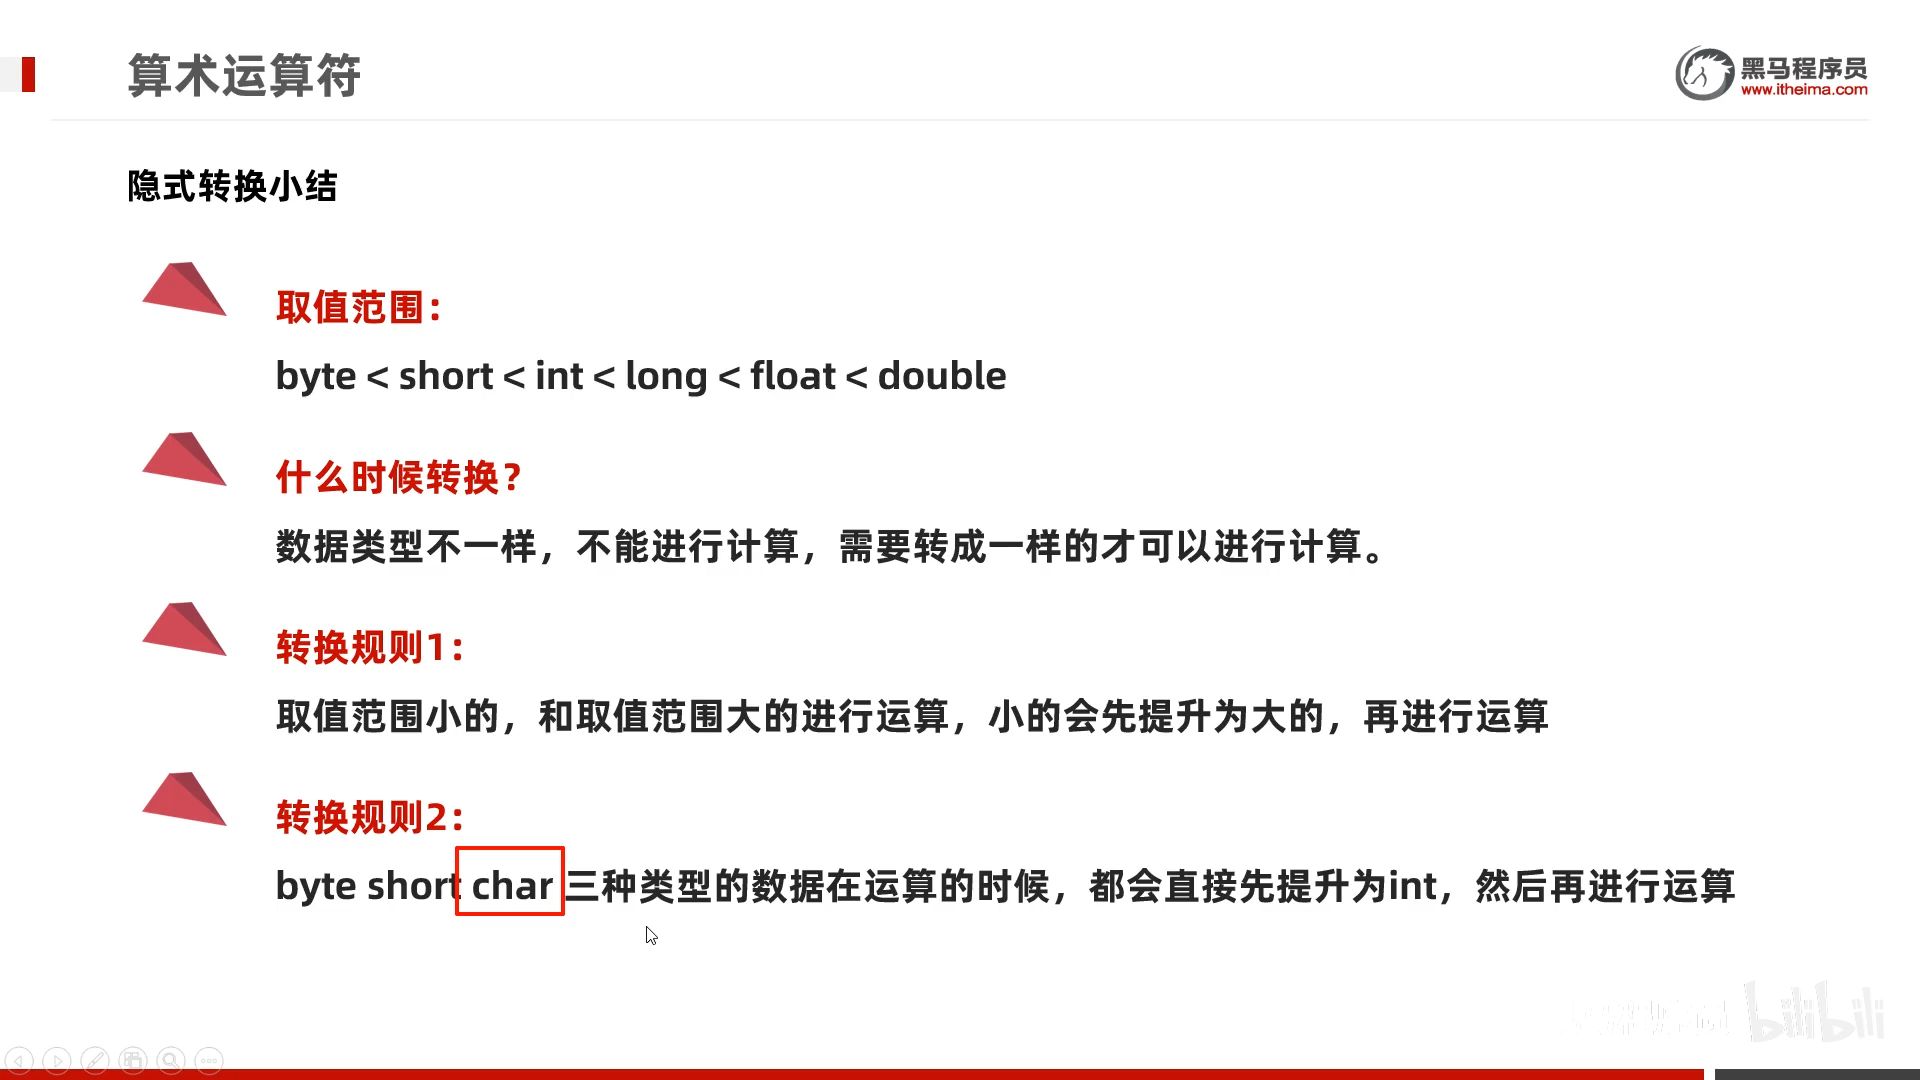 算术运算符
黑马程序员
www.itheima.com
隐式转换小结
取值范围：
byte < short < int < long < float < double
什么时候转换？
数据类型不一样，不能进行计算，需要转成一样的才可以进行计算。
转换规则1：
取值范围小的，和取值范围大的进行运算，小的会先提升为大的，再进行运算
转换规则2：
byte short char 三种类型的数据在运算的时候，都会直接先提升为int，然后再进行运算
bilibili